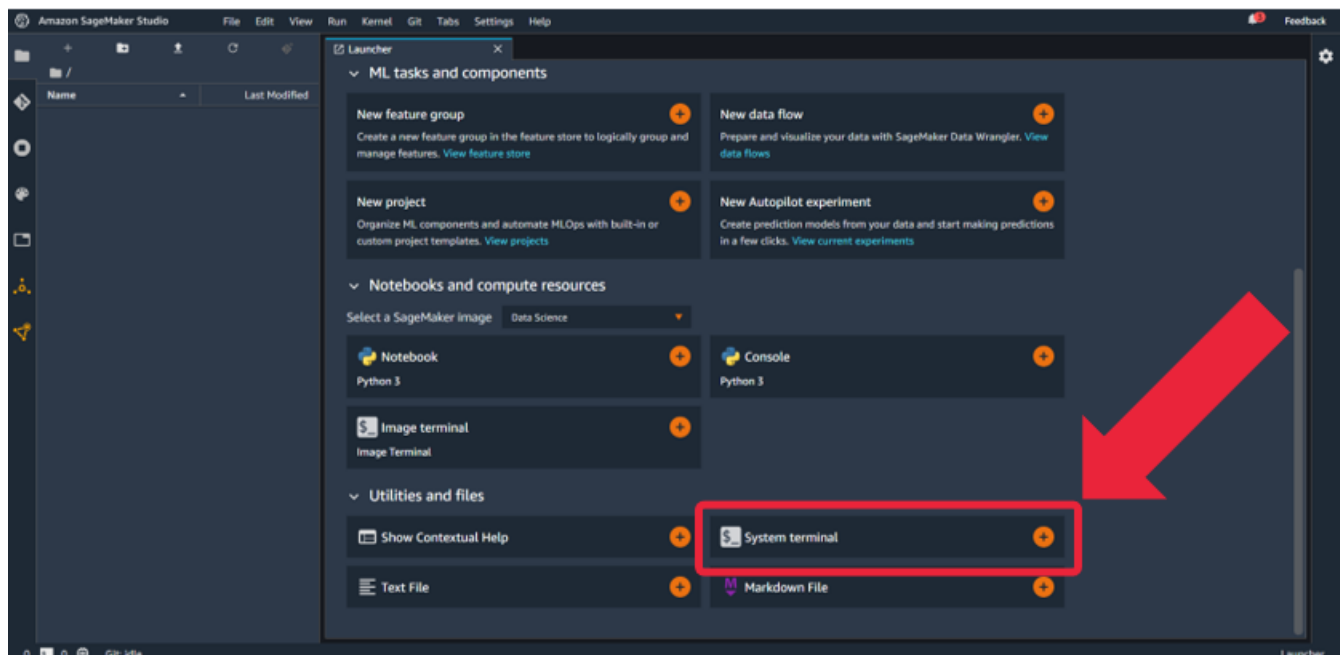 Amazon SageMaker Studio File Edit View Run Kernel Git Tabs Settings Help Feedback
Launcher
/
Name Last Modified
ML tasks and components
New feature group
Create a new feature group in the feature store to logically group and
manage features. View feature store
New data flow
Prepare and visualize your data with SageMaker Data Wrangler. View
data flows
New project
Organize ML components and automate MLOps with built-in or
custom project templates. View projects
New Autopilot experiment
Create prediction models from your data and start making predictions
in a few clicks. View current experiments
Notebooks and compute resources
Select a SageMaker image Data Science
Notebook
Python 3
Console
Python 3
$_ Image terminal
Image Terminal
Utilities and files
Show Contextual Help
$_ System terminal
Text File
Markdown File
0 $_ 0 Git: idle Launcher